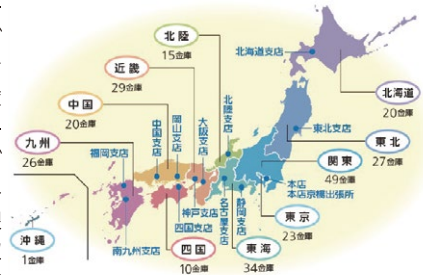 北陸
15金庫
近畿
29金庫
中国
20金庫
九州
26金庫
沖縄
1金庫
四国
10金庫
東海
34金庫
東京
23金庫
関東
49金庫
東北
27金庫
北海道
20金庫
北海道支店
東北支店
本店
本店京橋出張所
静岡支店
名古屋支店
北陸支店
大阪支店
神戸支店
岡山支店
中国支店
四国支店
福岡支店
南九州支店